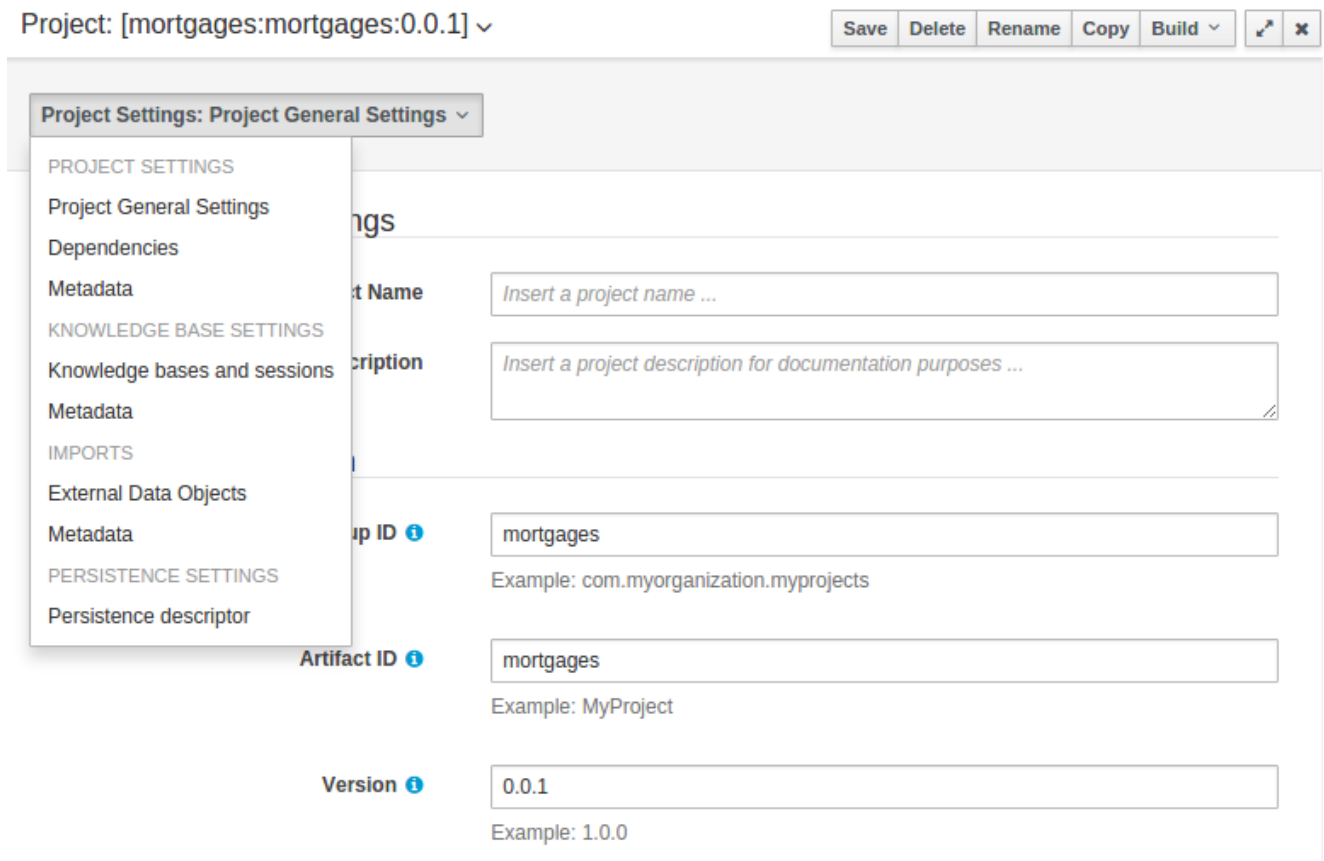 Project: [mortgages:mortgages:0.0.1]
Save Delete Rename Copy Build
Project Settings: Project General Settings
PROJECT SETTINGS
Project General Settings
Dependencies
Metadata
KNOWLEDGE BASE SETTINGS
Knowledge bases and sessions
Metadata
IMPORTS
External Data Objects
Metadata
PERSISTENCE SETTINGS
Persistence descriptor
Name
Insert a project name ...
Insert a project description for documentation purposes ...
ID
mortgages
Example: com.myorganization.myprojects
Artifact ID
mortgages
Example: MyProject
Version
0.0.1
Example: 1.0.0